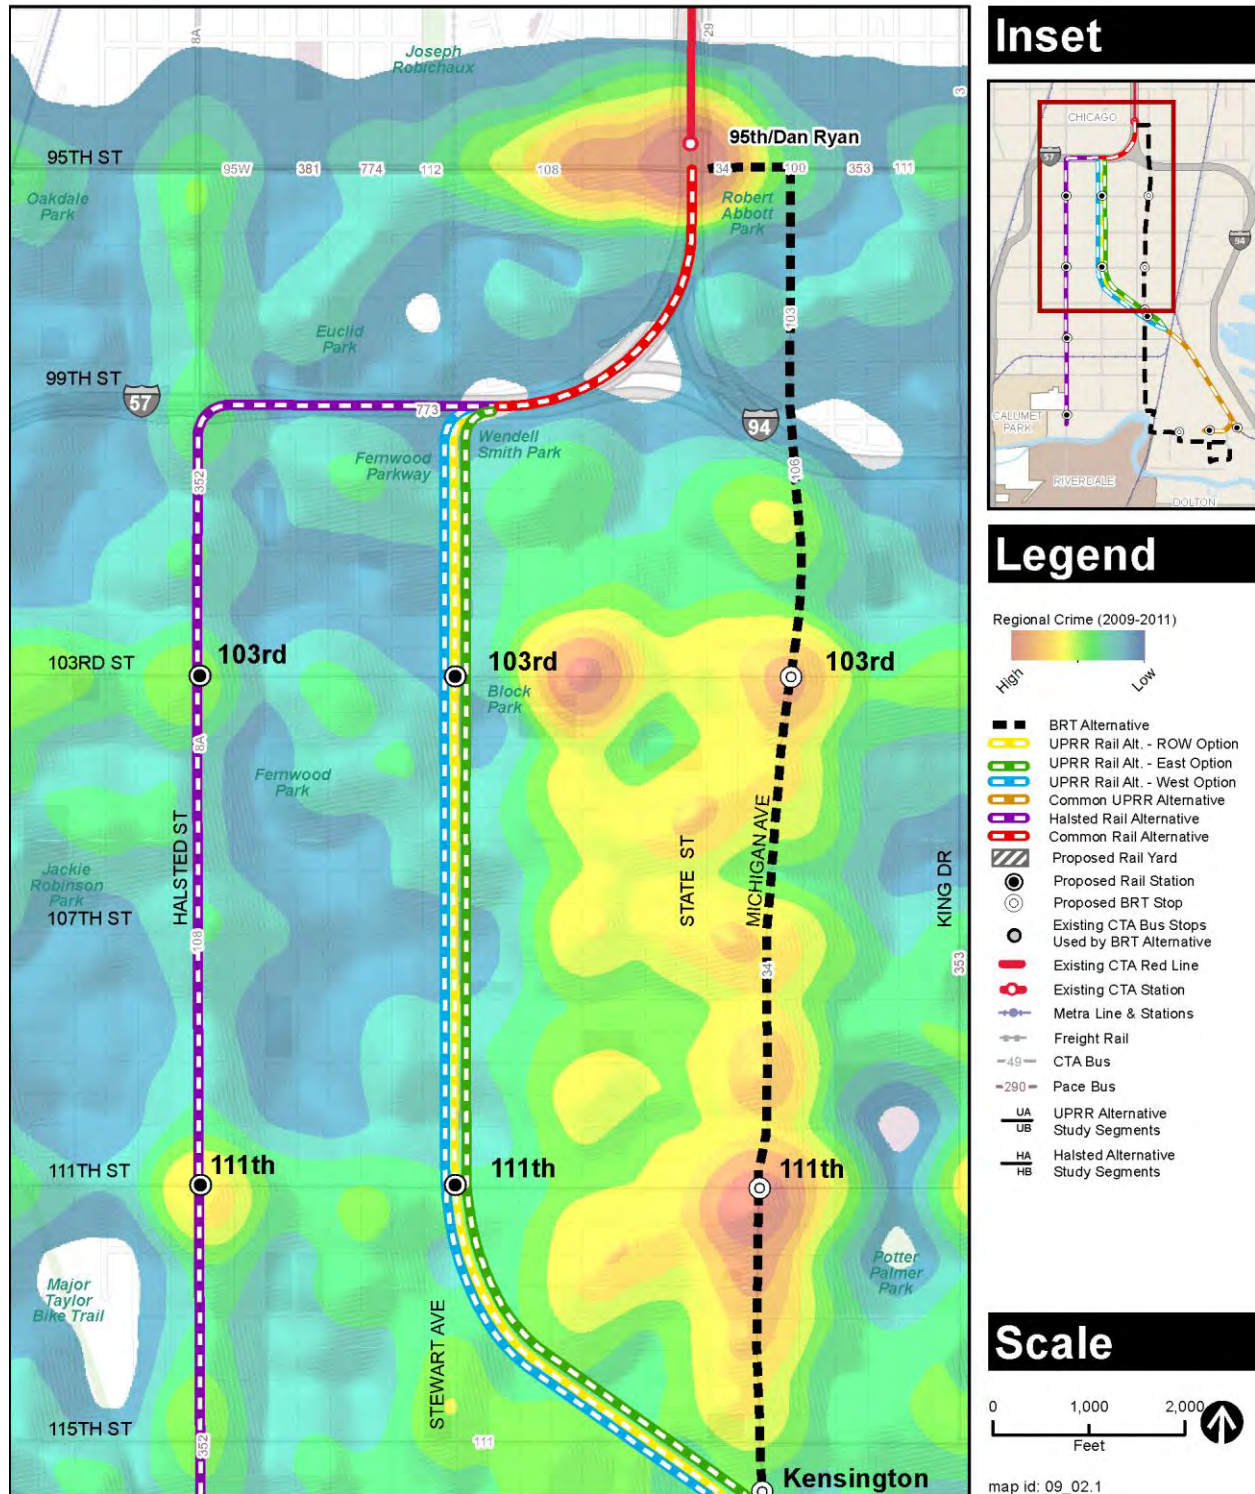 8A
29
Joseph
Robichaux
3
95th/Dan Ryan
95TH ST
95W
381
774
112
108
34
100
353
111
Oakdale
Park
Robert
Abbott
Park
103
Euclid
Park
99TH ST
57
773
94
Wendell
Smith Park
Fernwood
Parkway
352
106
103RD ST
103rd
103rd
103rd
Block
Park
8A
Fernwood
Park
HALSTED ST
STATE ST
MICHIGAN AVE
KING DR
Jackie
Robinson
Park
107TH ST
108
34
353
111TH ST
111th
111th
111th
Major
Taylor
Bike Trail
Potter
Palmer
Park
STEWART AVE
115TH ST
352
111
Kensington
Inset
CHICAGO
57
94
CALUMET
PARK
RIVERDALE
DOLTON
Legend
Regional Crime (2009-2011)
High
Low
BRT Alternative
UPRR Rail Alt. - ROW Option
UPRR Rail Alt. - East Option
UPRR Rail Alt. - West Option
Common UPRR Alternative
Halsted Rail Alternative
Common Rail Alternative
Proposed Rail Yard
Proposed Rail Station
Proposed BRT Stop
Existing CTA Bus Stops
Used by BRT Alternative
Existing CTA Red Line
Existing CTA Station
Metra Line & Stations
Freight Rail
49 CTA Bus
290 Pace Bus
UA UPRR Alternative
UB Study Segments
HA Halsted Alternative
HB Study Segments
Scale
0 1,000 2,000
Feet
map id: 09_02.1